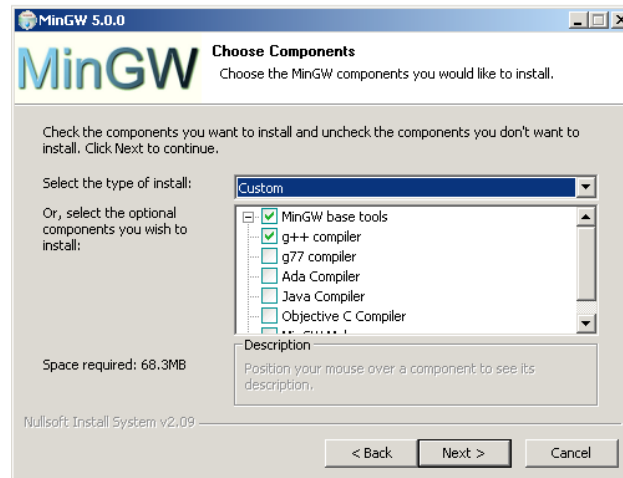 MinGW 5.0.0
MinGW
Choose Components
Choose the MinGW components you would like to install.
Check the components you want to install and uncheck the components you don't want to
install. Click Next to continue.
Select the type of install:
Custom
Or, select the optional
components you wish to
install:
MinGW base tools
g++ compiler
g77 compiler
Ada Compiler
Java Compiler
Objective C Compiler
Space required: 68.3MB
Description
Position your mouse over a component to see its
description.
Nullsoft Install System v2.09
< Back
Next >
Cancel